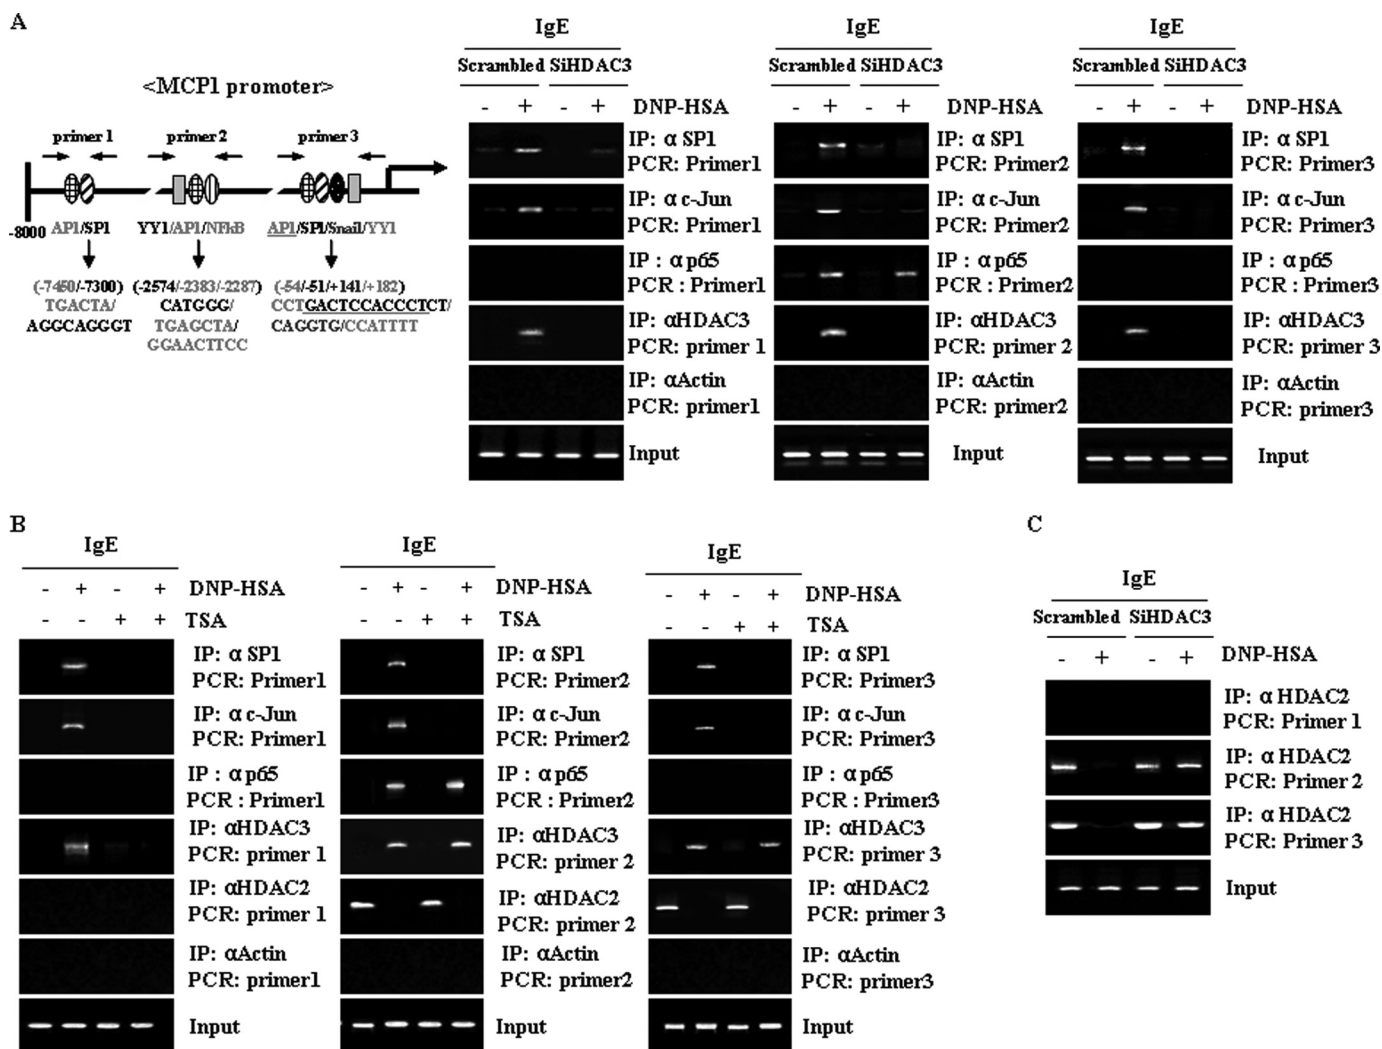 A
<MCP1 promoter>
primer 1 primer 2 primer 3
-8000
AP1/SP1 YY1/AP1/NFkB AP1/SP1/Snail/YY1
(-7450/-7300) (-2574/-2383/-2287) (-54/-51/+141/+182)
TGACTA/ CATGGG/ CCTGACTCCACCCTCT/
AGGCAGGGT TGAGCTA/ CAGGTG/CCATTTT
GGAACTTCC
IgE
Scrambled SiHDAC3
- + - + DNP-HSA
IP: α SP1
PCR: Primer1
IP: α c-Jun
PCR: Primer1
IP : α p65
PCR : Primer1
IP: αHDAC3
PCR: primer 1
IP: αActin
PCR: primer1
Input
IgE
Scrambled SiHDAC3
- + - + DNP-HSA
IP: α SP1
PCR: Primer2
IP: α c-Jun
PCR: Primer2
IP : α p65
PCR : Primer2
IP: αHDAC3
PCR: primer 2
IP: αActin
PCR: primer2
Input
IgE
Scrambled SiHDAC3
- + - + DNP-HSA
IP: α SP1
PCR: Primer3
IP: α c-Jun
PCR: Primer3
IP : α p65
PCR : Primer3
IP: αHDAC3
PCR: primer 3
IP: αActin
PCR: primer3
Input
B
IgE
- + - + DNP-HSA
- - + + TSA
IP: α SP1
PCR: Primer1
IP: α c-Jun
PCR: Primer1
IP : α p65
PCR : Primer1
IP: αHDAC3
PCR: primer 1
IP: αHDAC2
PCR: primer 1
IP: αActin
PCR: primer1
Input
IgE
- + - + DNP-HSA
- - + + TSA
IP: α SP1
PCR: Primer2
IP: α c-Jun
PCR: Primer2
IP : α p65
PCR : Primer2
IP: αHDAC3
PCR: primer 2
IP: αHDAC2
PCR: primer 2
IP: αActin
PCR: primer2
Input
IgE
- + - + DNP-HSA
- - + + TSA
IP: α SP1
PCR: Primer3
IP: α c-Jun
PCR: Primer3
IP : α p65
PCR : Primer3
IP: αHDAC3
PCR: primer 3
IP: αHDAC2
PCR: primer 3
IP: αActin
PCR: primer3
Input
C
IgE
Scrambled SiHDAC3
- + - + DNP-HSA
IP: α HDAC2
PCR: Primer 1
IP: α HDAC2
PCR: Primer 2
IP: α HDAC2
PCR: Primer 3
Input